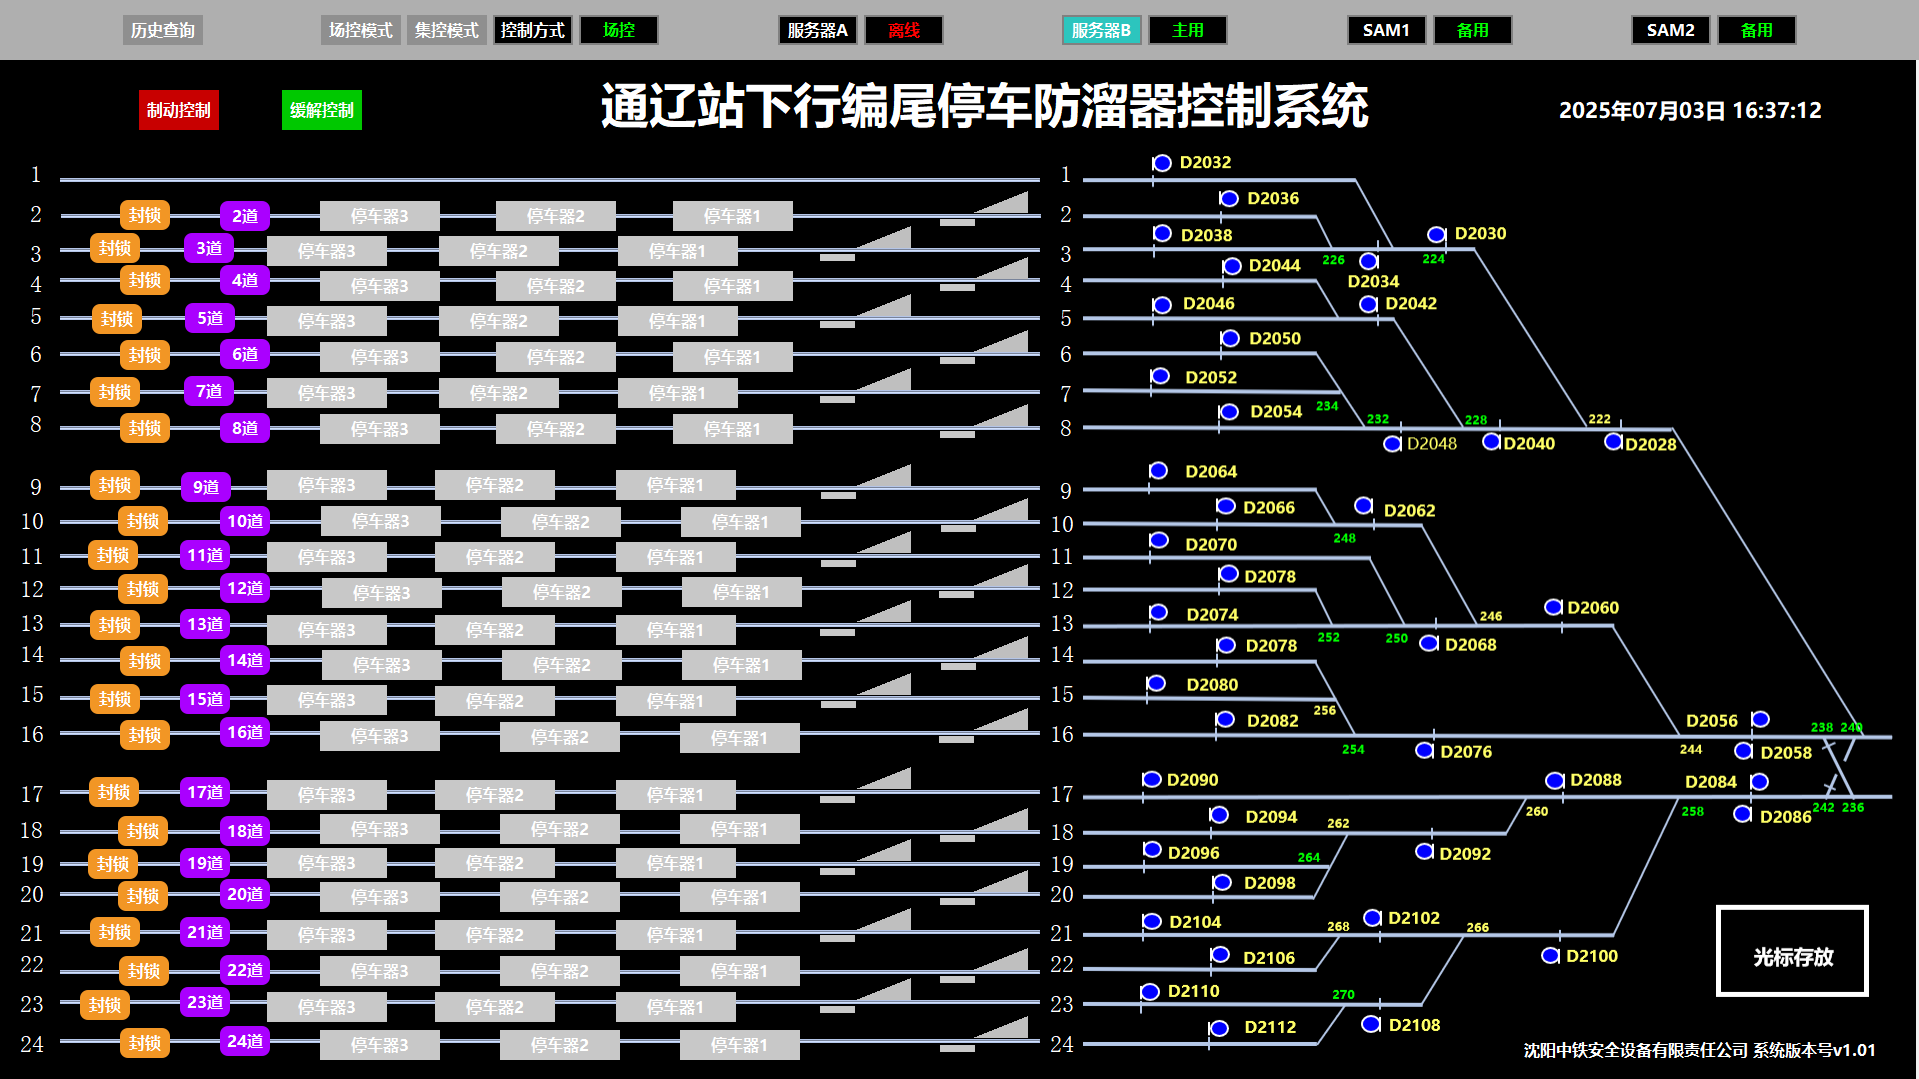 历史查询 场控模式 集控模式 控制方式 场控 服务器A 离线 服务器B 主用 SAM1 备用 SAM2 备用
制动控制 缓解控制 通辽站下行编尾停车防溜器控制系统 2025年07月03日 16:37:12
1 1 D2032
2 封锁 2道 停车器3 停车器2 停车器1 2 D2036
3 封锁 3道 停车器3 停车器2 停车器1 3 D2038 226 D2034 224 D2030
4 封锁 4道 停车器3 停车器2 停车器1 4 D2044
5 封锁 5道 停车器3 停车器2 停车器1 5 D2046 D2042
6 封锁 6道 停车器3 停车器2 停车器1 6 D2050
7 封锁 7道 停车器3 停车器2 停车器1 7 D2052 234
8 封锁 8道 停车器3 停车器2 停车器1 8 D2054 232 D2048 228 D2040 222 D2028
9 封锁 9道 停车器3 停车器2 停车器1 9 D2064
10 封锁 10道 停车器3 停车器2 停车器1 10 D2066 248 D2062
11 封锁 11道 停车器3 停车器2 停车器1 11 D2070
12 封锁 12道 停车器3 停车器2 停车器1 12 D2078
13 封锁 13道 停车器3 停车器2 停车器1 13 D2074 252 250 D2068 246 D2060
14 封锁 14道 停车器3 停车器2 停车器1 14 D2078
15 封锁 15道 停车器3 停车器2 停车器1 15 D2080 256
16 封锁 16道 停车器3 停车器2 停车器1 16 D2082 254 D2076 244 D2056 D2058 238 240
17 封锁 17道 停车器3 停车器2 停车器1 17 D2090 D2088 260 258 D2084 D2086 242 236
18 封锁 18道 停车器3 停车器2 停车器1 18 D2094 262 D2092
19 封锁 19道 停车器3 停车器2 停车器1 19 D2096 264
20 封锁 20道 停车器3 停车器2 停车器1 20 D2098
21 封锁 21道 停车器3 停车器2 停车器1 21 D2104 268 D2102 266 D2100
22 封锁 22道 停车器3 停车器2 停车器1 22 D2106
光标存放
23 封锁 23道 停车器3 停车器2 停车器1 23 D2110 270 D2108
24 封锁 24道 停车器3 停车器2 停车器1 24 D2112
沈阳中铁安全设备有限责任公司 系统版本号v1.01